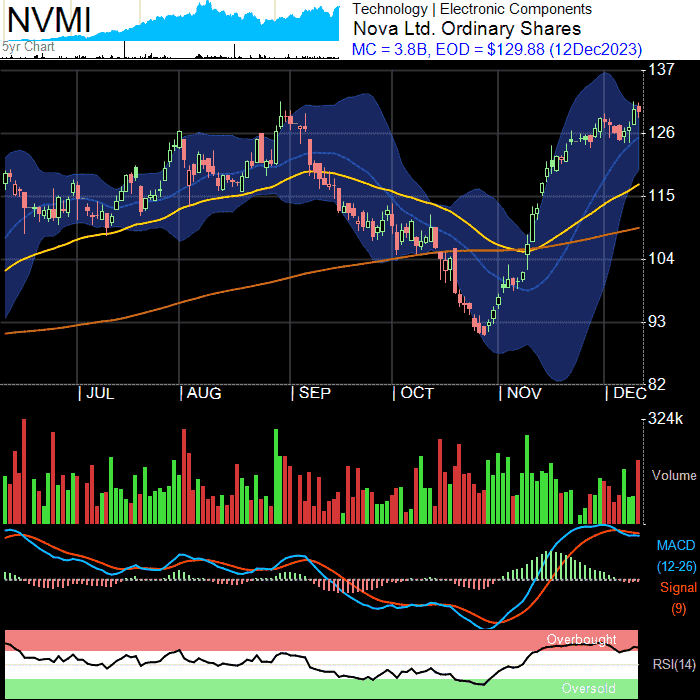 NVMI
5yr Chart
Technology | Electronic Components
Nova Ltd. Ordinary Shares
MC = 3.8B, EOD = $129.88 (12Dec2023)
137
126
115
104
93
82
| JUL
| AUG
| SEP
| OCT
| NOV
| DEC
324k
Volume
MACD
(12-26)
Signal
(9)
Overbought
RSI(14)
Oversold